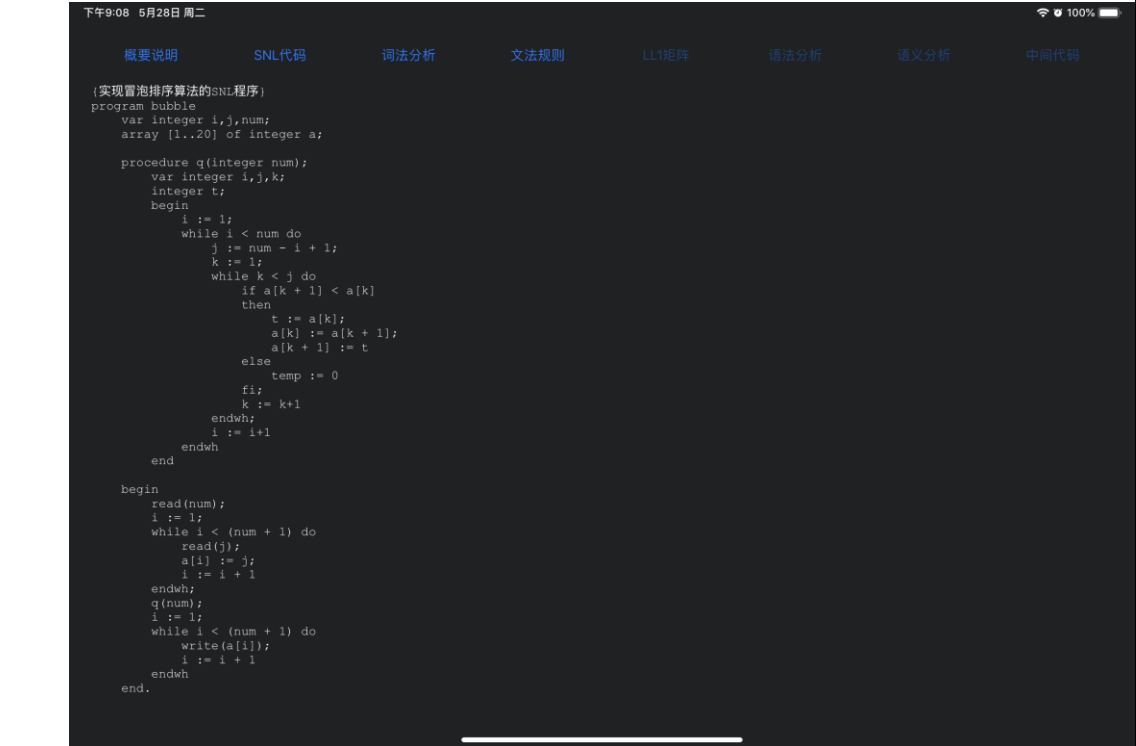 下午9:08 5月28日 周二 100%
概要说明 SNL代码 词法分析 文法规则 LL1矩阵 语法分析 语义分析 中间代码
{实现冒泡排序算法的SNL程序}
program bubble
    var integer i,j,num;
    array [1..20] of integer a;

    procedure q(integer num);
        var integer i,j,k;
        integer t;
        begin
            i := 1;
            while i < num do
                j := num - i + 1;
                k := 1;
                while k < j do
                    if a[k + 1] < a[k]
                    then
                        t := a[k];
                        a[k] := a[k + 1];
                        a[k + 1] := t
                    else
                        temp := 0
                    fi;
                    k := k+1
                endwh;
                i := i+1
            endwh
        end

    begin
        read(num);
        i := 1;
        while i < (num + 1) do
            read(j);
            a[i] := j;
            i := i + 1
        endwh;
        q(num);
        i := 1;
        while i < (num + 1) do
            write(a[i]);
            i := i + 1
        endwh
    end.